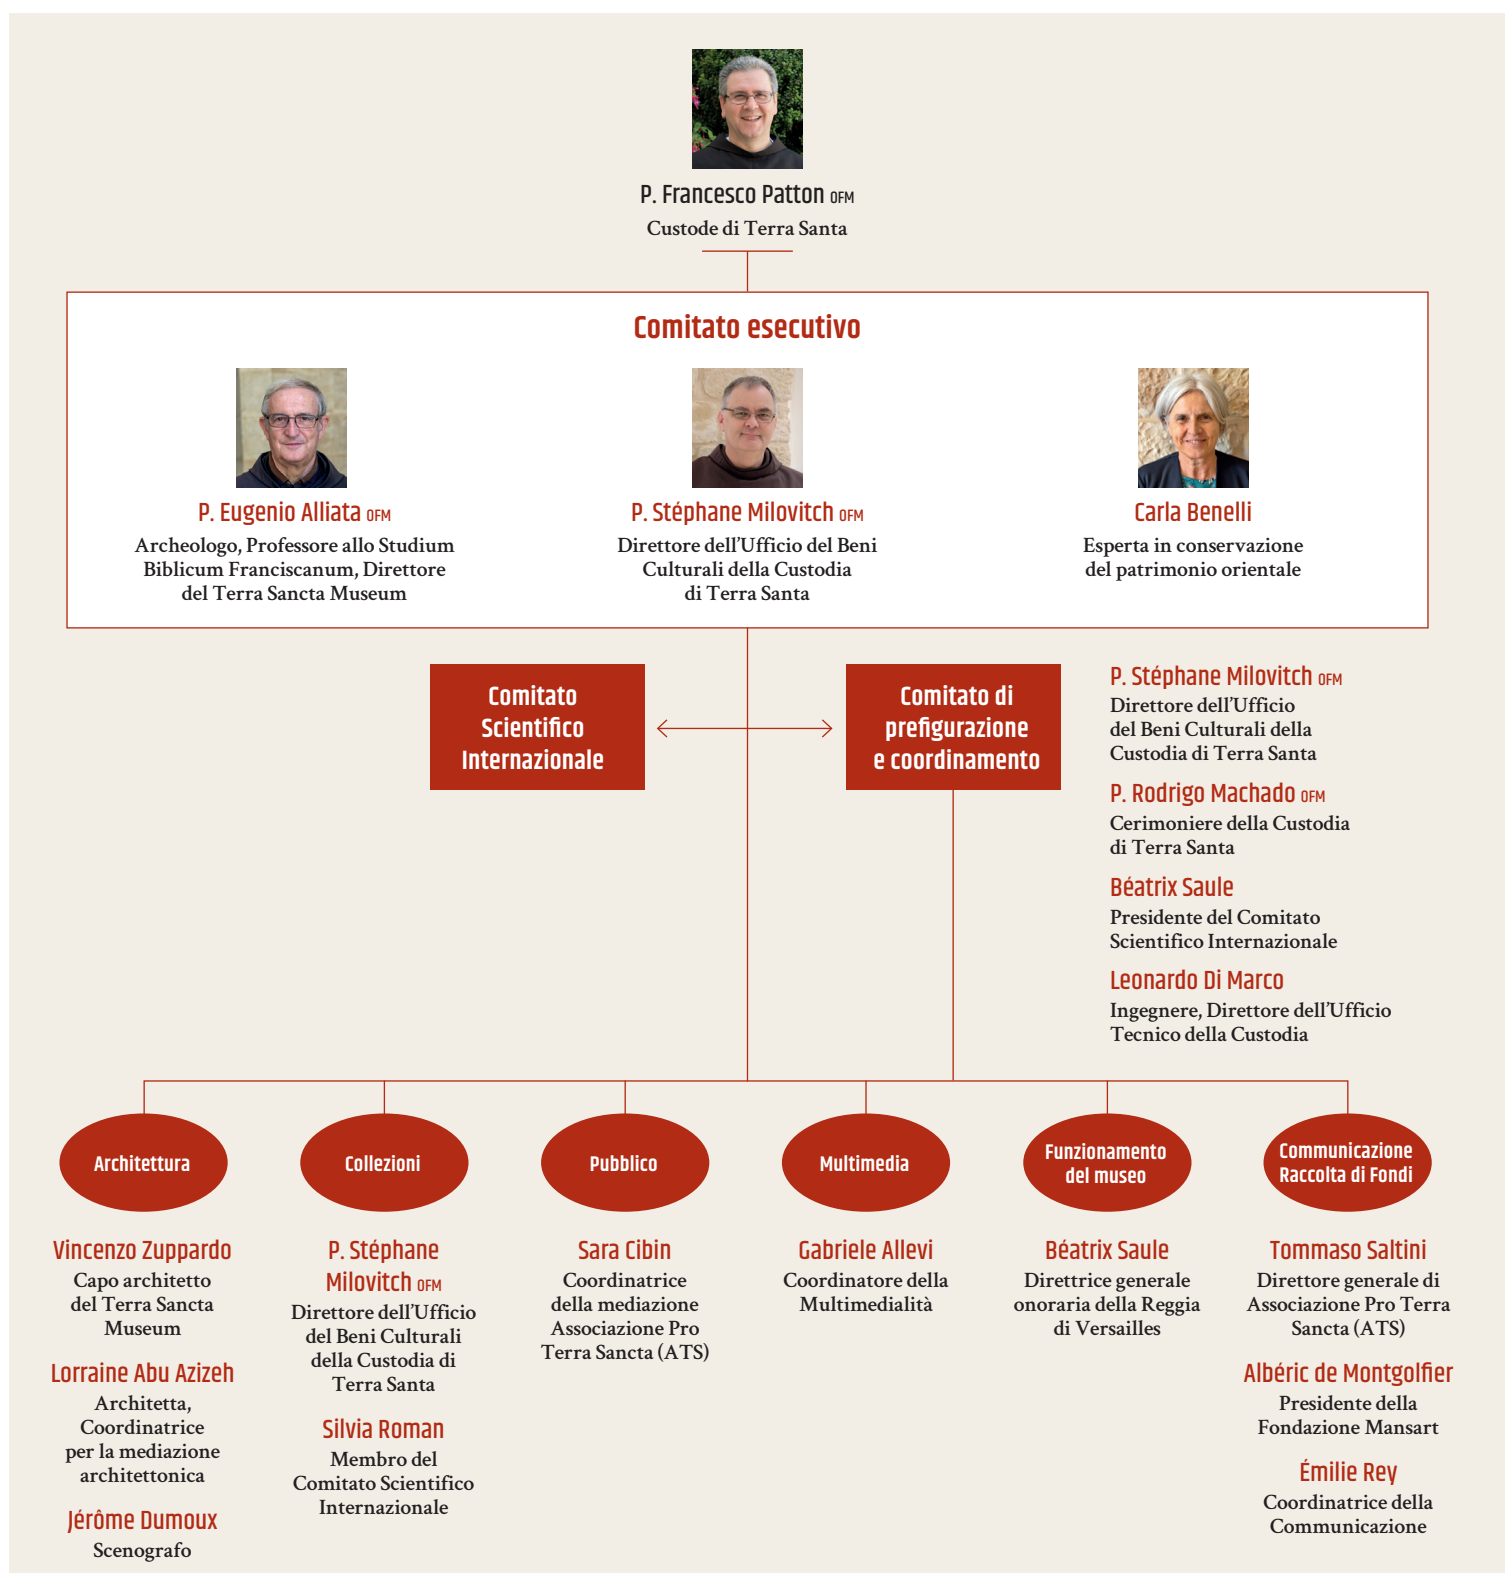 P. Francesco Patton OFM
Custode di Terra Santa
Comitato esecutivo
P. Eugenio Alliata OFM
Archeologo, Professore allo Studium
Biblicum Franciscanum, Direttore
del Terra Sancta Museum
P. Stéphane Milovitch OFM
Direttore dell’Ufficio del Beni
Culturali della Custodia
di Terra Santa
Carla Benelli
Esperta in conservazione
del patrimonio orientale
Comitato
Scientifico
Internazionale
Comitato di
prefigurazione
e coordinamento
P. Stéphane Milovitch OFM
Direttore dell’Ufficio
del Beni Culturali della
Custodia di Terra Santa
P. Rodrigo Machado OFM
Cerimoniere della Custodia
di Terra Santa
Béatrix Saule
Presidente del Comitato
Scientifico Internazionale
Leonardo Di Marco
Ingegnere, Direttore dell’Ufficio
Tecnico della Custodia
Architettura
Vincenzo Zuppardo
Capo architetto
del Terra Sancta
Museum
Lorraine Abu Azizeh
Architetta,
Coordinatrice
per la mediazione
architettonica
Jérôme Dumoux
Scenografo
Collezioni
P. Stéphane
Milovitch OFM
Direttore dell’Ufficio
del Beni Culturali
della Custodia di
Terra Santa
Silvia Roman
Membro del
Comitato Scientifico
Internazionale
Pubblico
Sara Cibin
Coordinatrice
della mediazione
Associazione Pro
Terra Sancta (ATS)
Multimedia
Gabriele Allevi
Coordinatore della
Multimedialità
Funzionamento
del museo
Béatrix Saule
Direttrice generale
onoraria della Reggia
di Versailles
Communicazione
Raccolta di Fondi
Tommaso Saltini
Direttore generale di
Associazione Pro Terra
Sancta (ATS)
Albéric de Montgolfier
Presidente della
Fondazione Mansart
Émilie Rey
Coordinatrice della
Communicazione